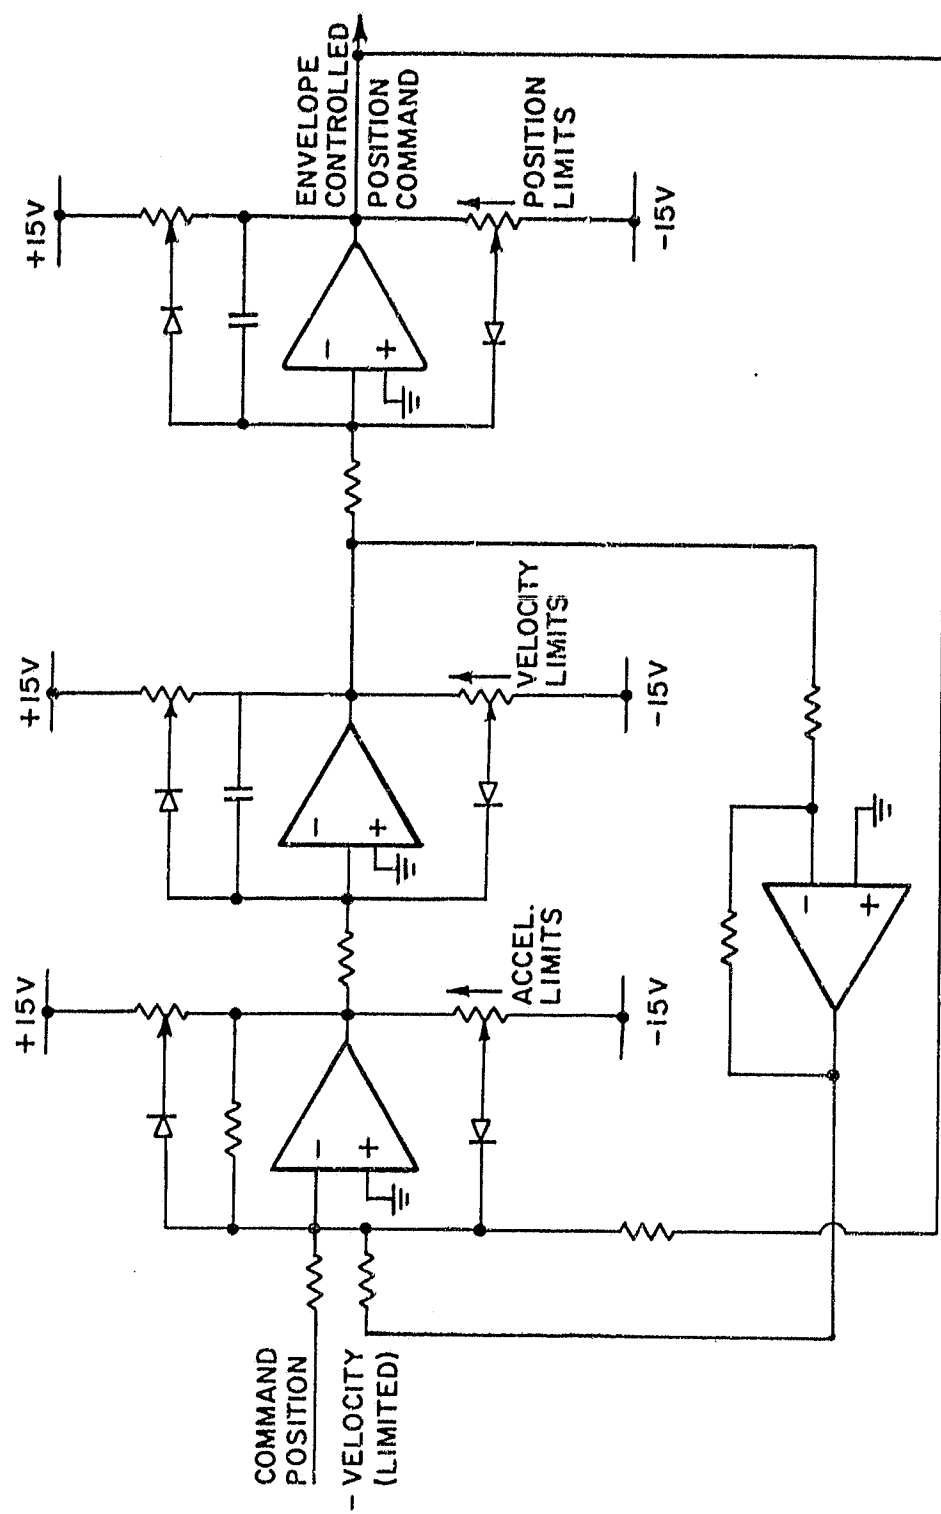 COMMAND
POSITION
– VELOCITY
(LIMITED)
+15V
–
+
ACCEL.
LIMITS
–15V
+15V
–
+
VELOCITY
LIMITS
–15V
+15V
–
+
ENVELOPE
CONTROLLED
POSITION
COMMAND
POSITION
LIMITS
–15V
–
+